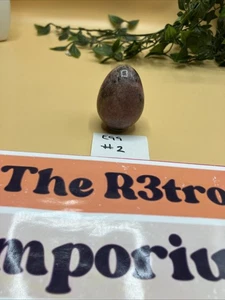 Egg
#2
The R3tro
mporiu